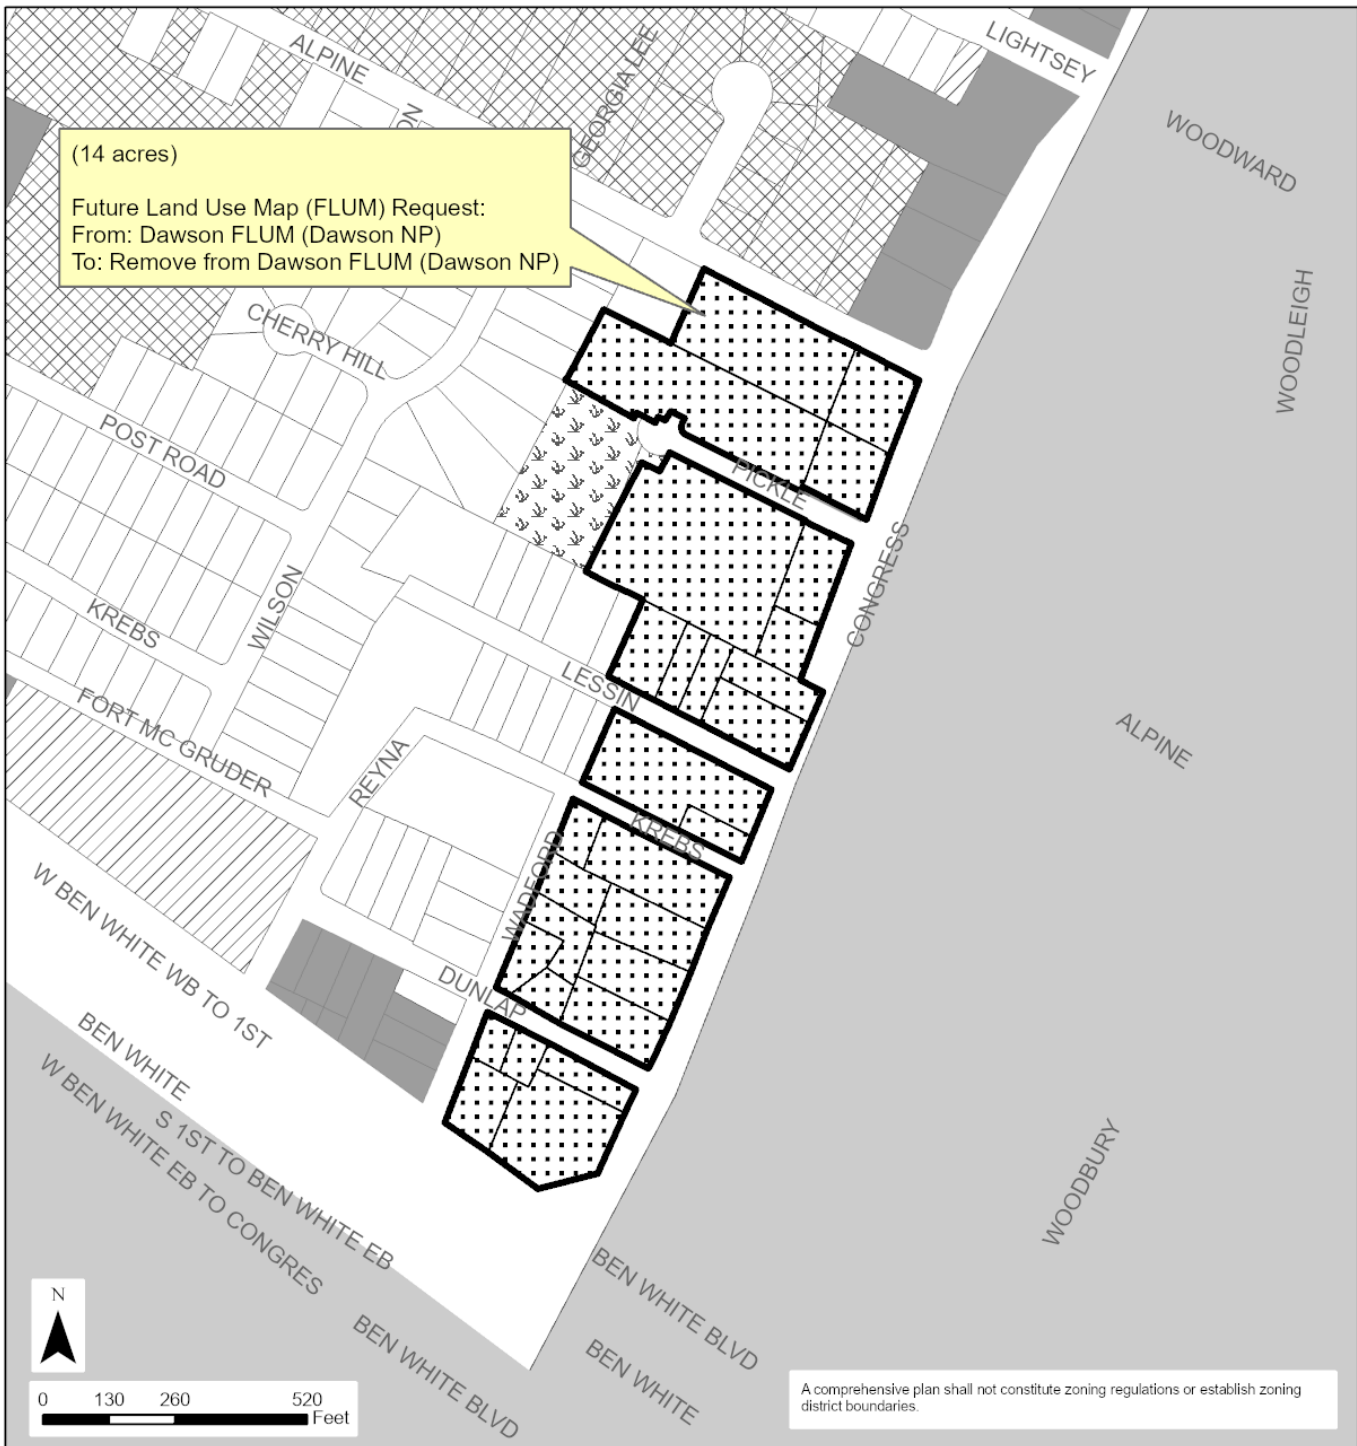 LIGHTSEY
ALPINE
GEORGIA LEE
WOODWARD
(14 acres)
Future Land Use Map (FLUM) Request:
From: Dawson FLUM (Dawson NP)
To: Remove from Dawson FLUM (Dawson NP)
WOODLEIGH
CHERRY HILL
POST ROAD
PICKLE
CONGRESS
WILSON
KREBS
LESSIN
FORT MC GRUDER
REYNA
ALPINE
KREBS
WADFORD
W BEN WHITE WB TO 1ST
DUNLAP
BEN WHITE
S 1ST TO BEN WHITE EB
W BEN WHITE EB TO CONGRES
WOODBURY
BEN WHITE BLVD
BEN WHITE BLVD
BEN WHITE
N
0 130 260 520
Feet
A comprehensive plan shall not constitute zoning regulations or establish zoning
district boundaries.